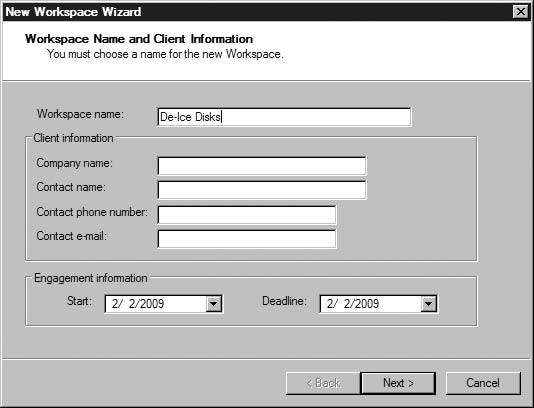 New Workspace Wizard
Workspace Name and Client Information
You must choose a name for the new Workspace.
Workspace name: De-Ice Disks
Client information
Company name:
Contact name:
Contact phone number:
Contact e-mail:
Engagement information
Start: 2/ 2/2009 Deadline: 2/ 2/2009
< Back Next > Cancel